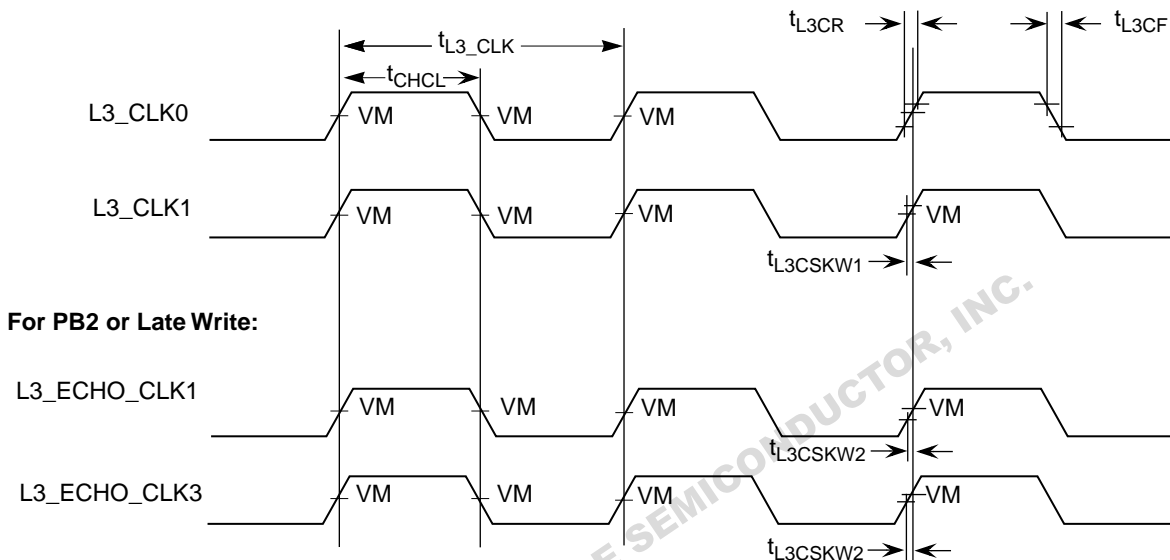 tL3_CLK
tL3CR
tL3CF
tCHCL
L3_CLK0
VM
VM
VM
L3_CLK1
VM
VM
VM
VM
tL3CSKW1
For PB2 or Late Write:
L3_ECHO_CLK1
VM
VM
VM
VM
tL3CSKW2
L3_ECHO_CLK3
VM
VM
VM
VM
tL3CSKW2
E SEMICONDUCTOR, INC.